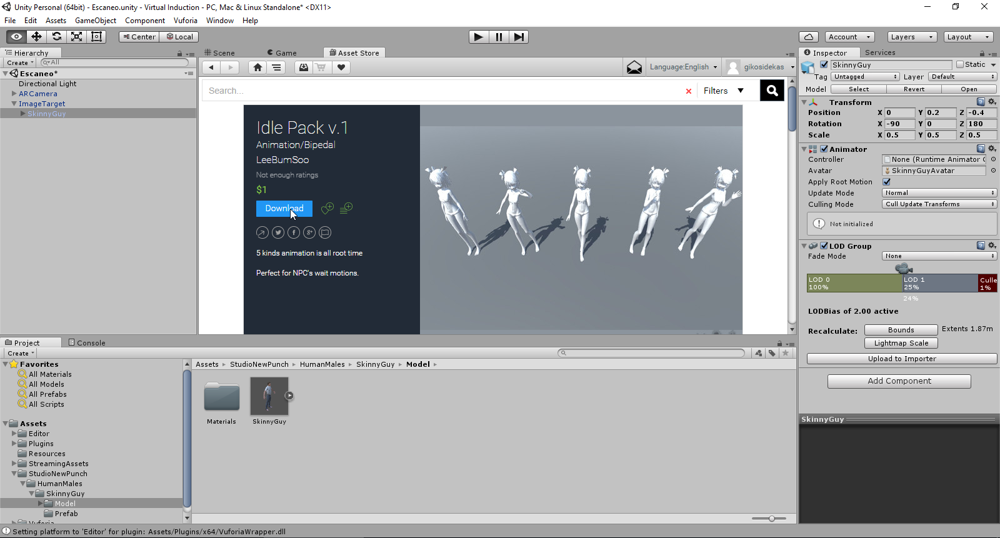 Unity Personal (64bit) - Escaneo.unity - Virtual Induction - PC, Mac & Linux Standalone* <DX11>
File Edit Assets GameObject Component Vuforia Window Help
Center Local Account Layers Layout
Hierarchy
Create All
Escaneo*
Directional Light
ARCamera
ImageTarget
SkinnyGuy
Scene Game Asset Store
Language:English gikosidekas
Search... × Filters
Idle Pack v.1
Animation/Bipedal
LeeBumSoo
Not enough ratings
$1
Download
5 kinds animation is all root time
Perfect for NPC's wait motions.
Inspector Services
SkinnyGuy Static
Tag Untagged Layer Default
Model Select Revert Open
Transform
Position X 0 Y 0.2 Z -0.4
Rotation X -90 Y 0 Z 180
Scale X 0.5 Y 0.5 Z 0.5
Animator
Controller None (Runtime Animator C
Avatar SkinnyGuyAvatar
Apply Root Motion
Update Mode Normal
Culling Mode Cull Update Transforms
Not initialized
LOD Group
Fade Mode None
LOD 0 LOD 1 Culle
100% 25% 1%
24%
LODBias of 2.00 active
Recalculate: Bounds Extents 1.87m
Lightmap Scale
Upload to Importer
Add Component
SkinnyGuy
Project Console
Create
Favorites
All Materials
All Models
All Prefabs
All Scripts
Assets
Editor
Plugins
Resources
StreamingAssets
StudioNewPunch
HumanMales
SkinnyGuy
Model
Prefab
Vuforia
Assets StudioNewPunch HumanMales SkinnyGuy Model
Materials SkinnyGuy
Setting platform to 'Editor' for plugin: Assets/Plugins/x64/VuforiaWrapper.dll